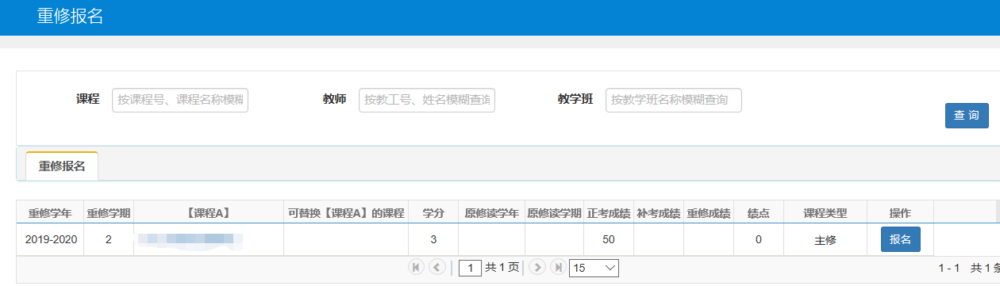 重修报名
课程 按课程号、课程名称模糊 教师 按教工号、姓名模糊查询 教学班 按教学班名称模糊查询
查 询
重修报名
重修学年 重修学期 【课程A】 可替换【课程A】的课程 学分 原修读学年 原修读学期 正考成绩 补考成绩 重修成绩 绩点 课程类型 操作
2019-2020 2 3 50 0 主修 报名
1 共 1 页 15 1 - 1 共 1 条